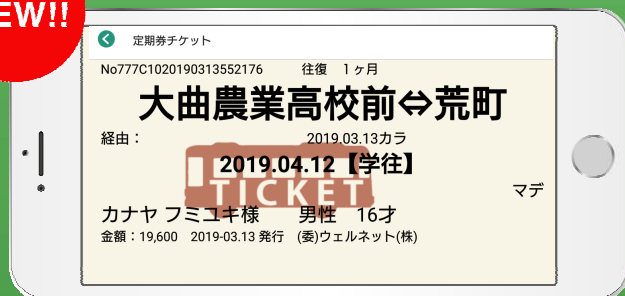 EW!!
定期券チケット
No777C1020190313552176 往復 1ヶ月
大曲農業高校前⇔荒町
経由： 2019.03.13カラ
2019.04.12【学往】
マデ
TICKET
カナヤ フミユキ様 男性 16才
金額：19,600 2019-03.13 発行 (委)ウェルネット(株)